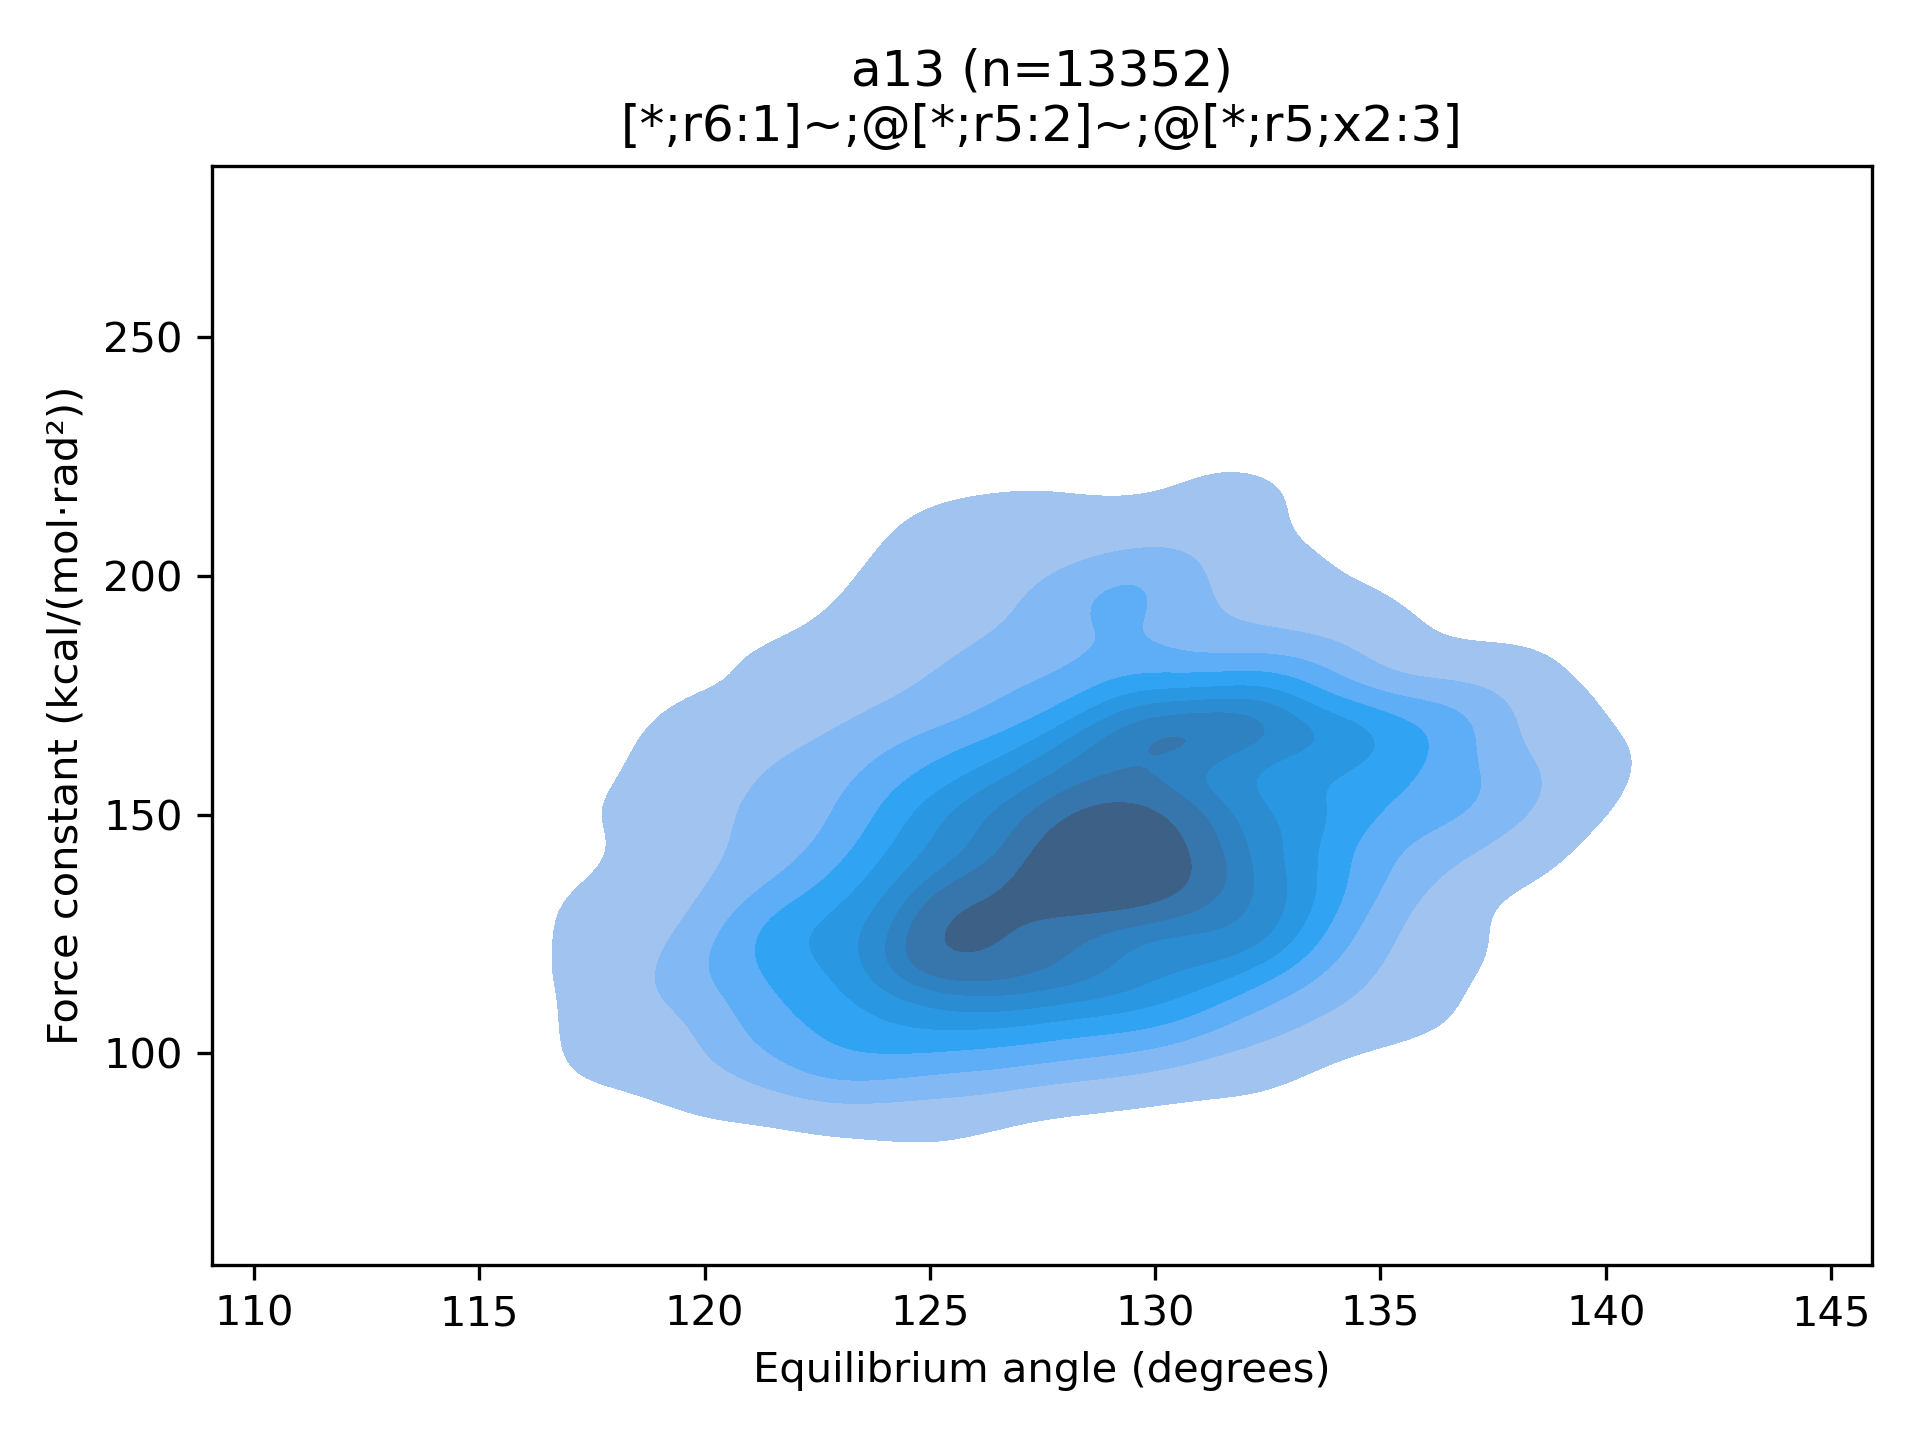 a13 (n=13352)
[*;r6:1]~;@[*;r5:2]~;@[*;r5;x2:3]
Force constant (kcal/(mol·rad²))
250
200
150
100
110 115 120 125 130 135 140 145
Equilibrium angle (degrees)